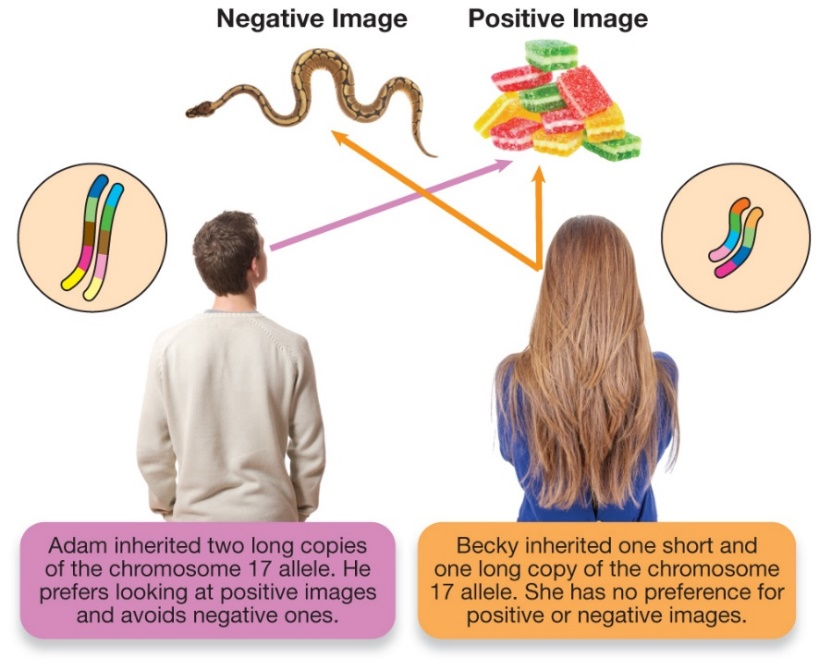 Negative Image
Positive Image
Adam inherited two long copies
of the chromosome 17 allele. He
prefers looking at positive images
and avoids negative ones.
Becky inherited one short and
one long copy of the chromosome
17 allele. She has no preference for
positive or negative images.